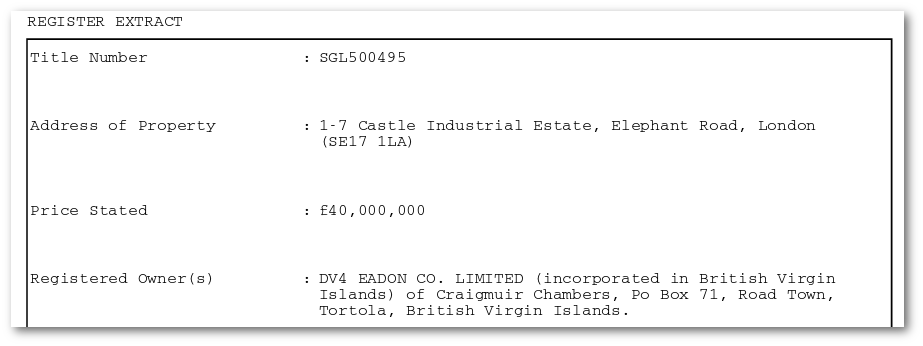 REGISTER EXTRACT
Title Number : SGL500495
Address of Property : 1-7 Castle Industrial Estate, Elephant Road, London
(SE17 1LA)
Price Stated : £40,000,000
Registered Owner(s) : DV4 EADON CO. LIMITED (incorporated in British Virgin
Islands) of Craigmuir Chambers, Po Box 71, Road Town,
Tortola, British Virgin Islands.